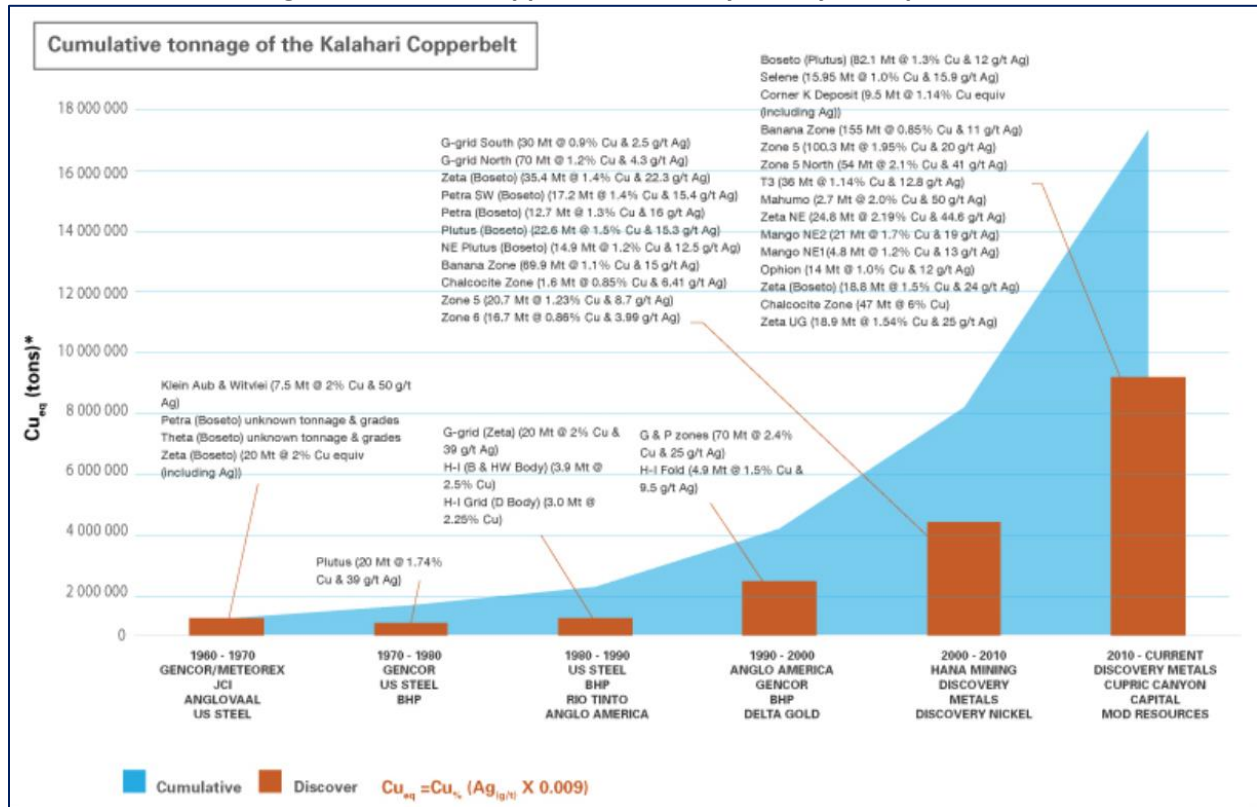 Cumulative tonnage of the Kalahari Copperbelt
Cu eq (tons)*
18 000 000
16 000 000
14 000 000
12 000 000
10 000 000
8 000 000
6 000 000
4 000 000
2 000 000
0
Klein Aub & Witvlei (7.5 Mt @ 2% Cu & 50 g/t
Ag)
Petra (Boseto) unknown tonnage & grades
Theta (Boseto) unknown tonnage & grades
Zeta (Boseto) (20 Mt @ 2% Cu equiv
(including Ag))
Plutus (20 Mt @ 1.74%
Cu & 39 g/t Ag)
G-grid (Zeta) (20 Mt @ 2% Cu &
39 g/t Ag)
H-I (B & HW Body) (3.9 Mt @
2.5% Cu)
H-I Grid (D Body) (3.0 Mt @
2.25% Cu)
G & P zones (70 Mt @ 2.4%
Cu & 25 g/t Ag)
H-I Fold (4.9 Mt @ 1.5% Cu &
9.5 g/t Ag)
G-grid South (30 Mt @ 0.9% Cu & 2.5 g/t Ag)
G-grid North (70 Mt @ 1.2% Cu & 4.3 g/t Ag)
Zeta (Boseto) (35.4 Mt @ 1.4% Cu & 22.3 g/t Ag)
Petra SW (Boseto) (17.2 Mt @ 1.4% Cu & 15.4 g/t Ag)
Petra (Boseto) (12.7 Mt @ 1.3% Cu & 16 g/t Ag)
Plutus (Boseto) (22.6 Mt @ 1.5% Cu & 15.3 g/t Ag)
NE Plutus (Boseto) (14.9 Mt @ 1.2% Cu & 12.5 g/t Ag)
Banana Zone (69.9 Mt @ 1.1% Cu & 15 g/t Ag)
Chalcocite Zone (1.6 Mt @ 0.85% Cu & 6.41 g/t Ag)
Zone 5 (20.7 Mt @ 1.23% Cu & 8.7 g/t Ag)
Zone 6 (16.7 Mt @ 0.86% Cu & 3.99 g/t Ag)
Boseto (Plutus) (82.1 Mt @ 1.3% Cu & 12 g/t Ag)
Selene (15.95 Mt @ 1.0% Cu & 15.9 g/t Ag)
Corner K Deposit (9.5 Mt @ 1.14% Cu equiv
(including Ag))
Banana Zone (155 Mt @ 0.85% Cu & 11 g/t Ag)
Zone 5 (100.3 Mt @ 1.95% Cu & 20 g/t Ag)
Zone 5 North (54 Mt @ 2.1% Cu & 41 g/t Ag)
T3 (36 Mt @ 1.14% Cu & 12.8 g/t Ag)
Mahumo (2.7 Mt @ 2.0% Cu & 50 g/t Ag)
Zeta NE (24.8 Mt @ 2.19% Cu & 44.6 g/t Ag)
Mango NE2 (21 Mt @ 1.7% Cu & 19 g/t Ag)
Mango NE1(4.8 Mt @ 1.2% Cu & 13 g/t Ag)
Ophion (14 Mt @ 1.0% Cu & 12 g/t Ag)
Zeta (Boseto) (18.8 Mt @ 1.5% Cu & 24 g/t Ag)
Chalcocite Zone (47 Mt @ 6% Cu)
Zeta UG (18.9 Mt @ 1.54% Cu & 25 g/t Ag)
1960 - 1970
GENCOR/METEOREX
JCI
ANGLOVAAL
US STEEL
1970 - 1980
GENCOR
US STEEL
BHP
1980 - 1990
US STEEL
BHP
RIO TINTO
ANGLO AMERICA
1990 - 2000
ANGLO AMERICA
GENCOR
BHP
DELTA GOLD
2000 - 2010
HANA MINING
DISCOVERY
METALS
DISCOVERY NICKEL
2010 - CURRENT
DISCOVERY METALS
CUPRIC CANYON
CAPITAL
MOD RESOURCES
Cumulative
Discover
Cu eq =Cu % (Ag (g/t) X 0.009)